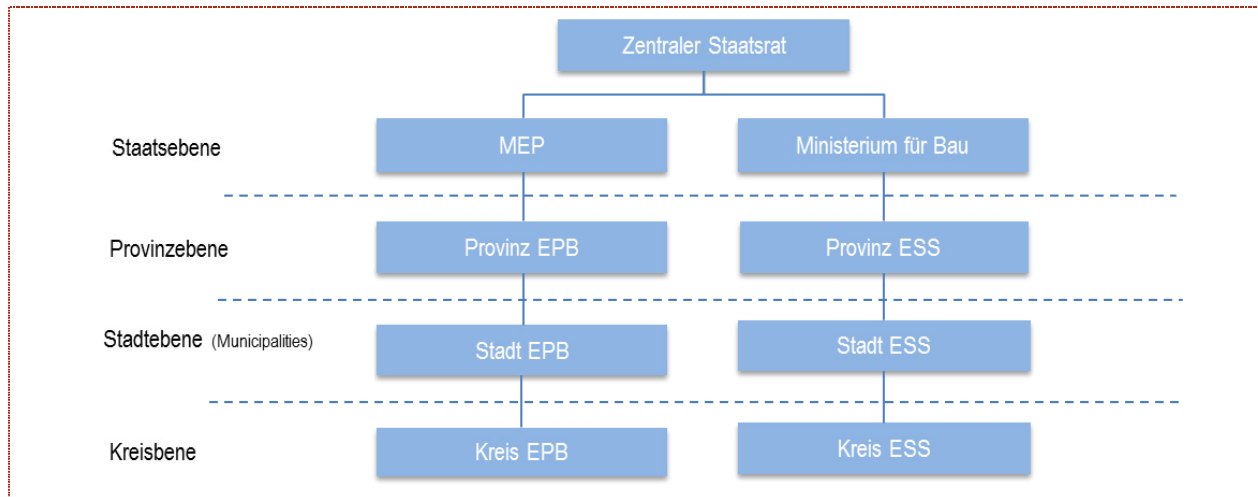 Zentraler Staatsrat
Staatsebene MEP Ministerium für Bau
Provinzebene Provinz EPB Provinz ESS
Stadtebene (Municipalities) Stadt EPB Stadt ESS
Kreisbene Kreis EPB Kreis ESS